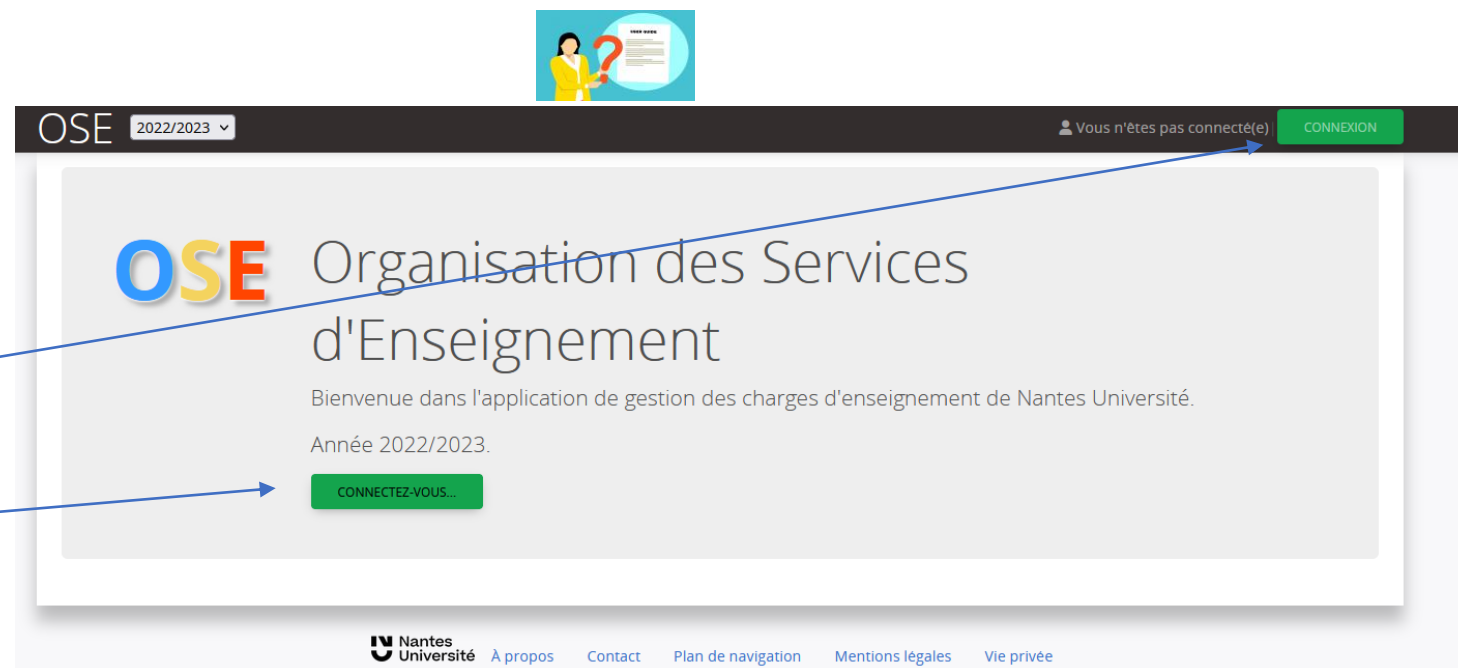 USER GUIDE
OSE 2022/2023 Vous n'êtes pas connecté(e) | CONNEXION
OSE Organisation des Services
d'Enseignement
Bienvenue dans l'application de gestion des charges d'enseignement de Nantes Université.
Année 2022/2023.
CONNECTEZ-VOUS...
Nantes
Université À propos Contact Plan de navigation Mentions légales Vie privée